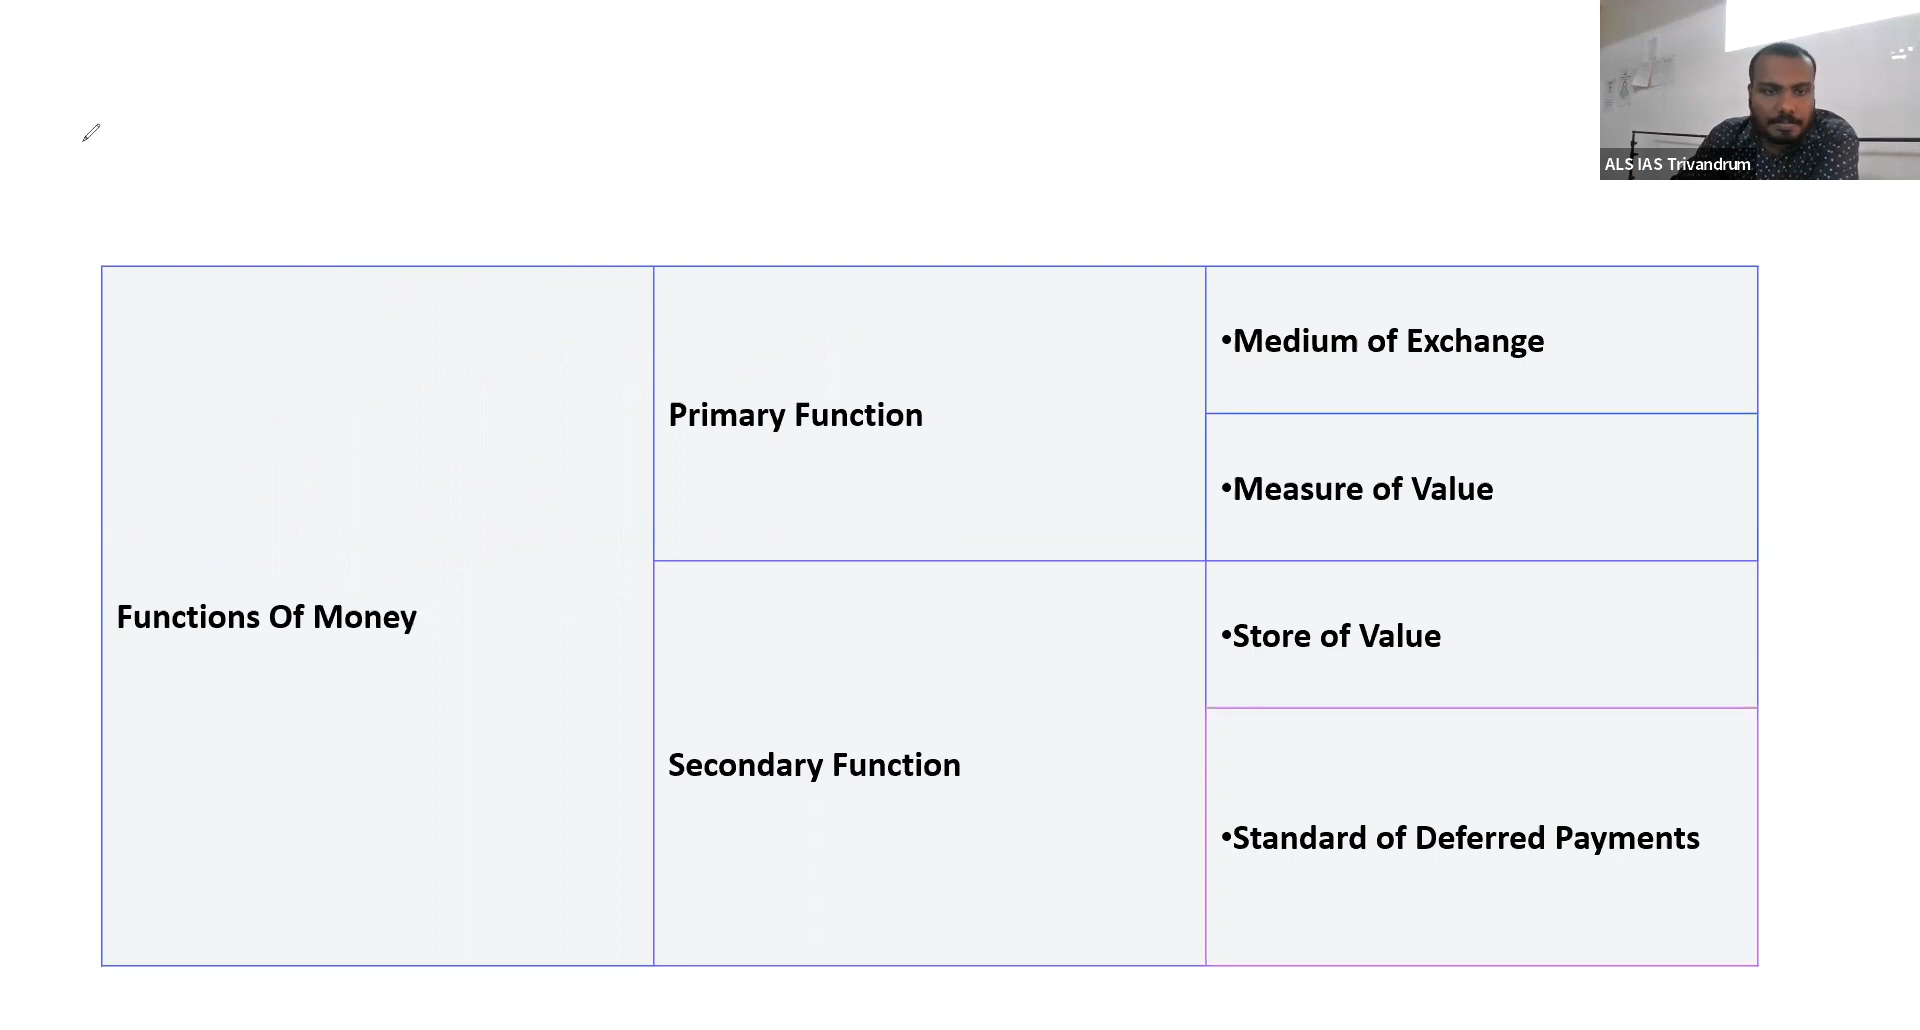 ALS IAS Trivandrum
Functions Of Money
Primary Function
•Medium of Exchange
•Measure of Value
Secondary Function
•Store of Value
•Standard of Deferred Payments